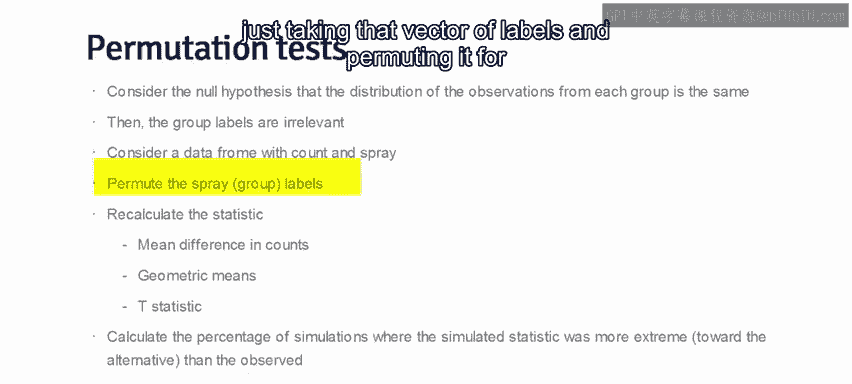 just taking that vector of labels and
permuting it for
Permutation tests
· Consider the null hypothesis that the distribution of the observations from each group is the same
· Then, the group labels are irrelevant
· Consider a data frome with count and spray
· Permute the spray (group) labels
· Recalculate the statistic
- Mean difference in counts
- Geometric means
- T statistic
· Calculate the percentage of simulations where the simulated statistic was more extreme (toward the
alternative) than the observed